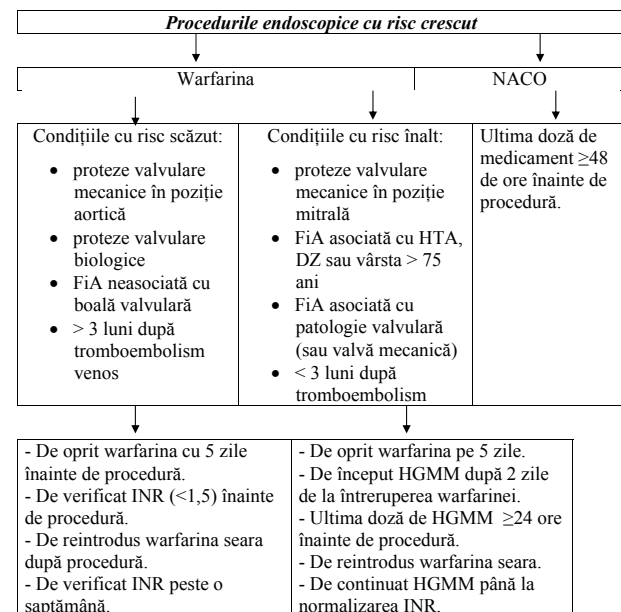 Procedurile endoscopice cu risc crescut
Warfarina
NACO
Condițiile cu risc scăzut:
• proteze valvulare
mecanice în poziție
aortică
• proteze valvulare
biologice
• FiA neasociată cu
boală valvulară
• > 3 luni după
tromboembolism
venos
Condițiile cu risc înalt:
• proteze valvulare
mecanice în poziție
mitrală
• FiA asociată cu HTA,
DZ sau vârsta > 75
ani
• FiA asociată cu
patologie valvulară
(sau valvă mecanică)
• < 3 luni după
tromboembolism
Ultima doză de
medicament ≥48
de ore înainte de
procedură.
- De oprit warfarina cu 5 zile
înainte de procedură.
- De verificat INR (<1,5) înainte
de procedură.
- De reintrodus warfarina seara
după procedură.
- De verificat INR peste o
saptămână.
- De oprit warfarina pe 5 zile.
- De început HGMM după 2 zile
de la întreruperea warfarinei.
- Ultima doză de HGMM ≥24 ore
înainte de procedură.
- De reintrodus warfarina seara.
- De continuat HGMM până la
normalizarea INR.